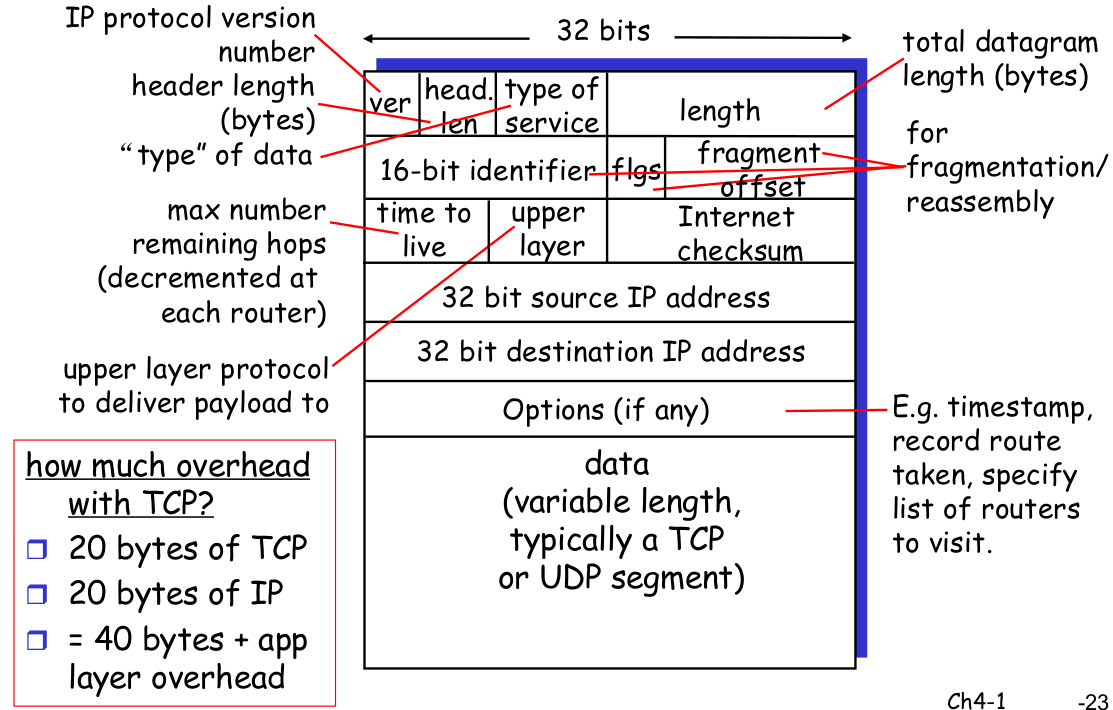 IP protocol version
number
header length
(bytes)
“type” of data
max number
remaining hops
(decremented at
each router)
upper layer protocol
to deliver payload to
how much overhead
with TCP?
20 bytes of TCP
20 bytes of IP
= 40 bytes + app
layer overhead
32 bits
ver
head.
len
type of
service
length
16-bit identifier
flgs
fragment
offset
time to
live
upper
layer
Internet
checksum
32 bit source IP address
32 bit destination IP address
Options (if any)
data
(variable length,
typically a TCP
or UDP segment)
total datagram
length (bytes)
for
fragmentation/
reassembly
E.g. timestamp,
record route
taken, specify
list of routers
to visit.
Ch4-1 -23